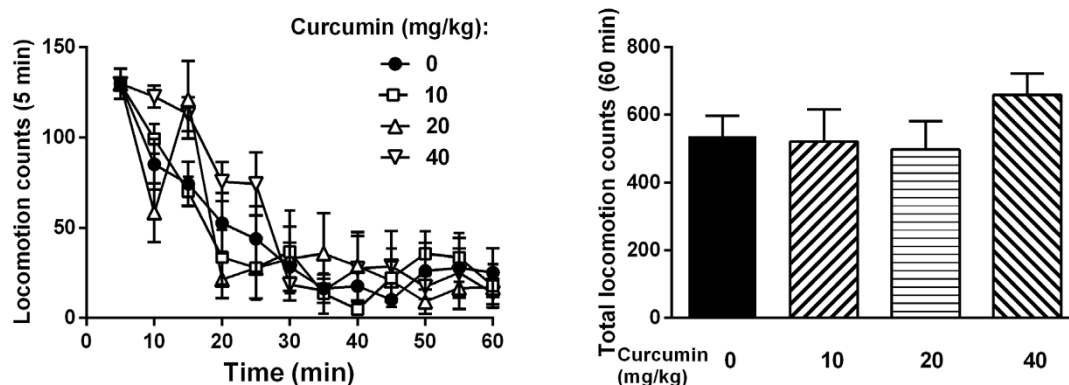 Curcumin (mg/kg):
0
10
20
40
Locomotion counts (5 min)
150
100
50
0
0 10 20 30 40 50 60
Time (min)
Total locomotion counts (60 min)
800
600
400
200
0
Curcumin 0 10 20 40
(mg/kg)